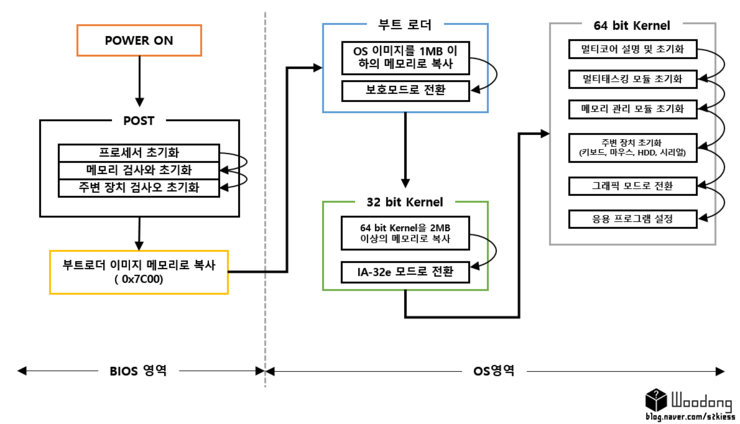 POWER ON
POST
프로세서 초기화
메모리 검사와 초기화
주변 장치 검사오 초기화
부트로더 이미지 메모리로 복사
( 0x7C00)
부트 로더
OS 이미지를 1MB 이
하의 메모리로 복사
보호모드로 전환
32 bit Kernel
64 bit Kernel을 2MB
이상의 메모리로 복사
IA-32e 모드로 전환
64 bit Kernel
멀티코어 설명 및 초기화
멀티태스킹 모듈 초기화
메모리 관리 모듈 초기화
주변 장치 초기화
(키보드, 마우스, HDD, 시리얼)
그래픽 모드로 전환
응용 프로그램 설정
BIOS 영역
OS영역
?
Woodong
blog.naver.com/s2kiess